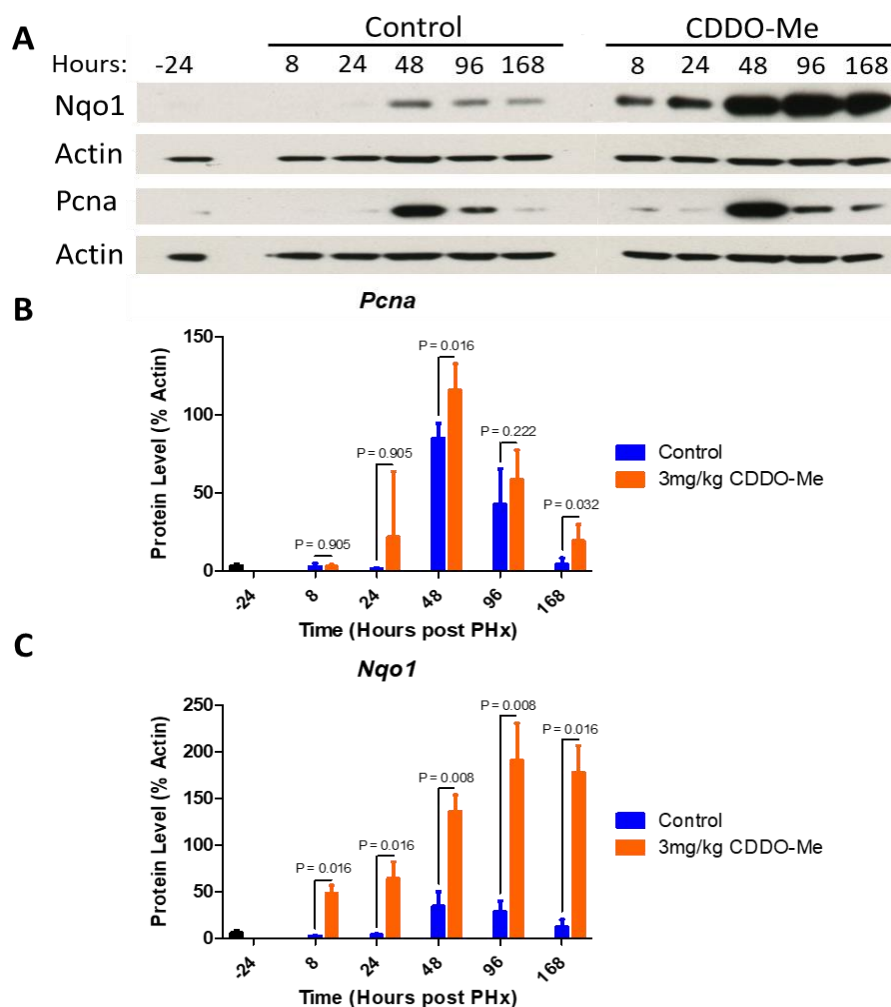 A
Control
CDDO-Me
Hours: -24 8 24 48 96 168 8 24 48 96 168
Nqo1
Actin
Pcna
Actin
B
Pcna
Protein Level (% Actin)
150
100
50
0
P = 0.905
P = 0.905
P = 0.016
P = 0.222
P = 0.032
Control
3mg/kg CDDO-Me
-24 8 24 48 96 168
Time (Hours post PHx)
C
Nqo1
Protein Level (% Actin)
250
200
150
100
50
0
P = 0.016
P = 0.016
P = 0.008
P = 0.008
P = 0.016
Control
3mg/kg CDDO-Me
-24 8 24 48 96 168
Time (Hours post PHx)